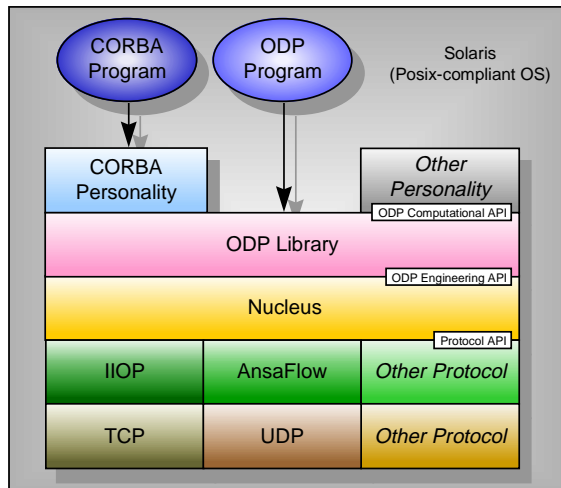 CORBA
Program
ODP
Program
Solaris
(Posix-compliant OS)
CORBA
Personality
Other
Personality
ODP Computational API
ODP Library
ODP Engineering API
Nucleus
Protocol API
IIOP
AnsaFlow
Other Protocol
TCP
UDP
Other Protocol